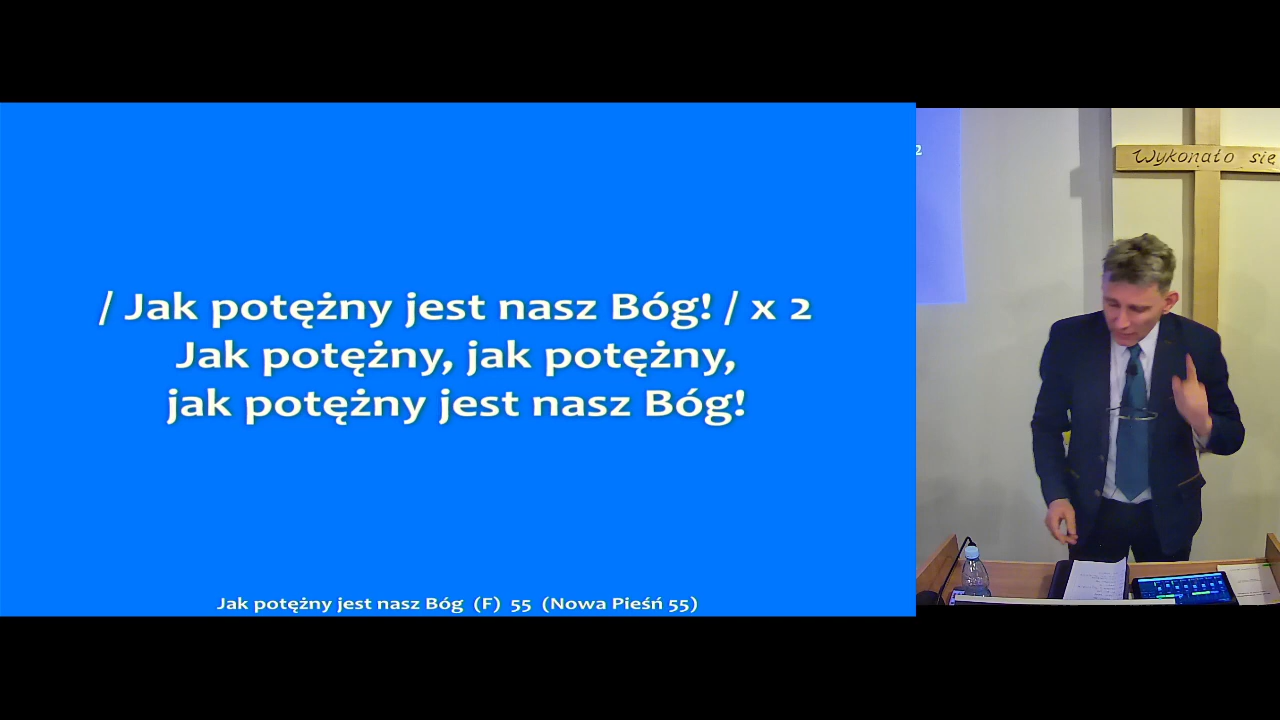 / Jak potężny jest nasz Bóg! / x 2
Jak potężny, jak potężny,
jak potężny jest nasz Bóg!
Jak potężny jest nasz Bóg (F) 55 (Nowa Pieśń 55)
2
Wykonało się